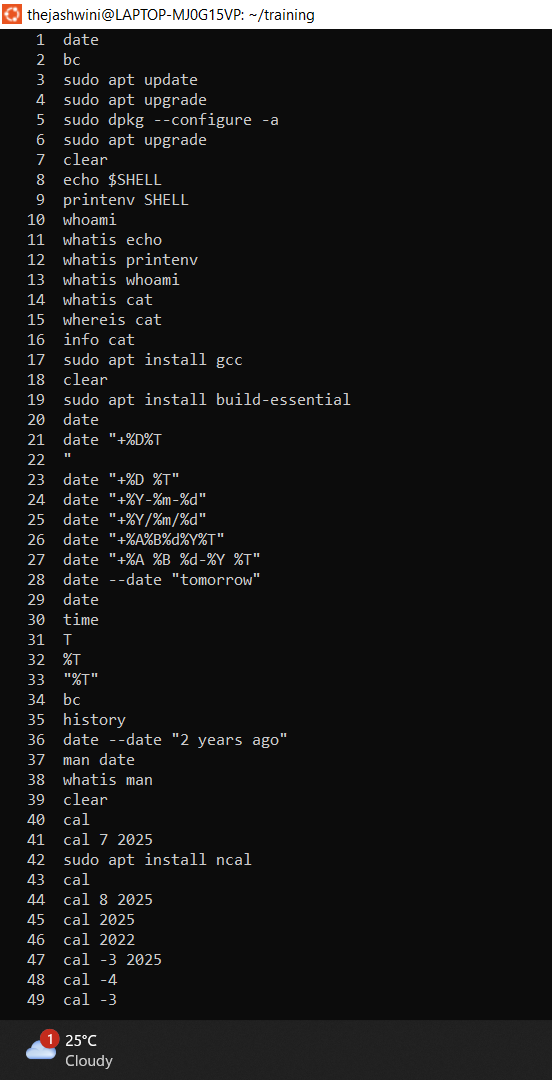 thejashwini@LAPTOP-MJ0G15VP: ~/training
1 date
2 bc
3 sudo apt update
4 sudo apt upgrade
5 sudo dpkg --configure -a
6 sudo apt upgrade
7 clear
8 echo $SHELL
9 printenv SHELL
10 whoami
11 whatis echo
12 whatis printenv
13 whatis whoami
14 whatis cat
15 whereis cat
16 info cat
17 sudo apt install gcc
18 clear
19 sudo apt install build-essential
20 date
21 date "+%D%T
22 "
23 date "+%D %T"
24 date "+%Y-%m-%d"
25 date "+%Y/%m/%d"
26 date "+%A%B%d%Y%T"
27 date "+%A %B %d-%Y %T"
28 date --date "tomorrow"
29 date
30 time
31 T
32 %T
33 "%T"
34 bc
35 history
36 date --date "2 years ago"
37 man date
38 whatis man
39 clear
40 cal
41 cal 7 2025
42 sudo apt install ncal
43 cal
44 cal 8 2025
45 cal 2025
46 cal 2022
47 cal -3 2025
48 cal -4
49 cal -3
1 25°C
Cloudy